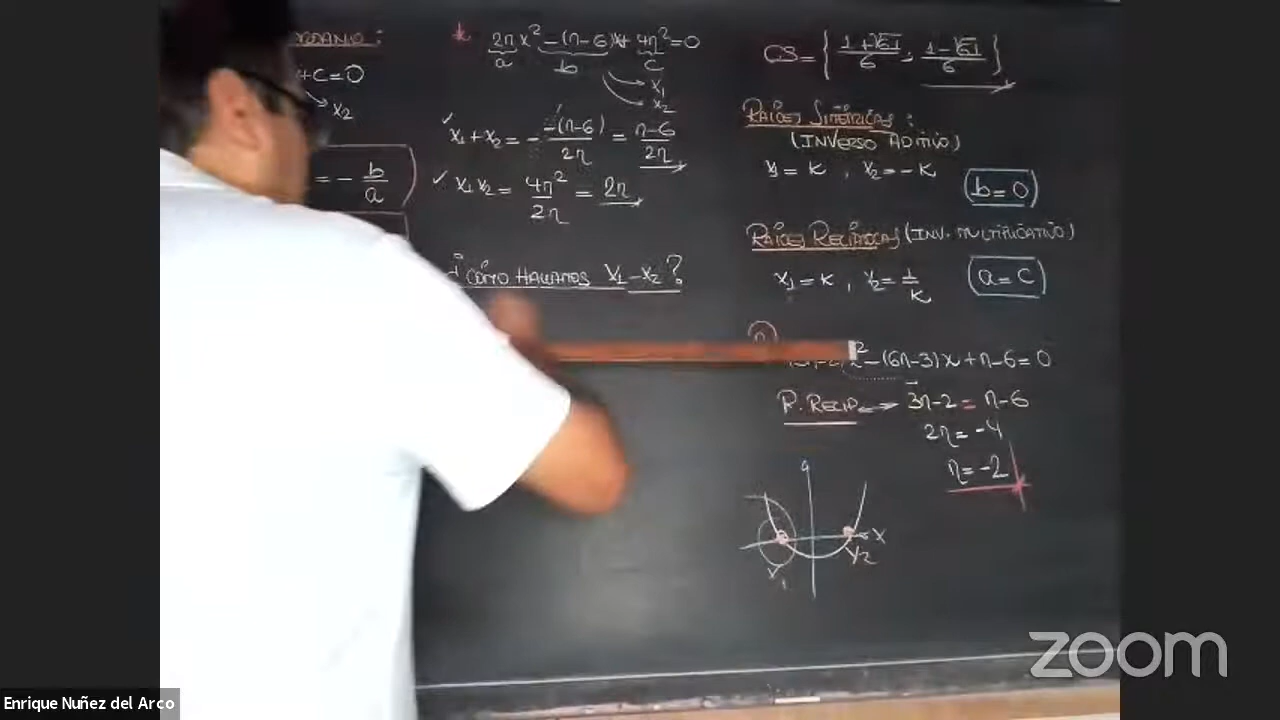 +C=0
x₂
= - b/a
* 2n x² -(n-6)x + 4n² = 0
a b c
x₁
x₂
✓ x₁+x₂ = - -(n-6)/2n = n-6/2n
✓ x₁x₂ = 4n²/2n = 2n
¿CÓMO HALLAMOS x₁-x₂?
CS = { 1+√61/6 ; 1-√61/6 }
RAÍCES SIMÉTRICAS:
(INVERSO ADITIVO)
x₁ = K , x₂ = -K (b=0)
RAÍCES RECÍPROCAS (INV. MULTIPLICATIVO)
x₁ = K , x₂ = 1/K (a=c)
² -(6n-3)x + n-6 = 0
R. RECIP. → 3n-2 = n-6
2n = -4
n = -2
x
x₁ x₂
zoom
Enrique Nuñez del Arco